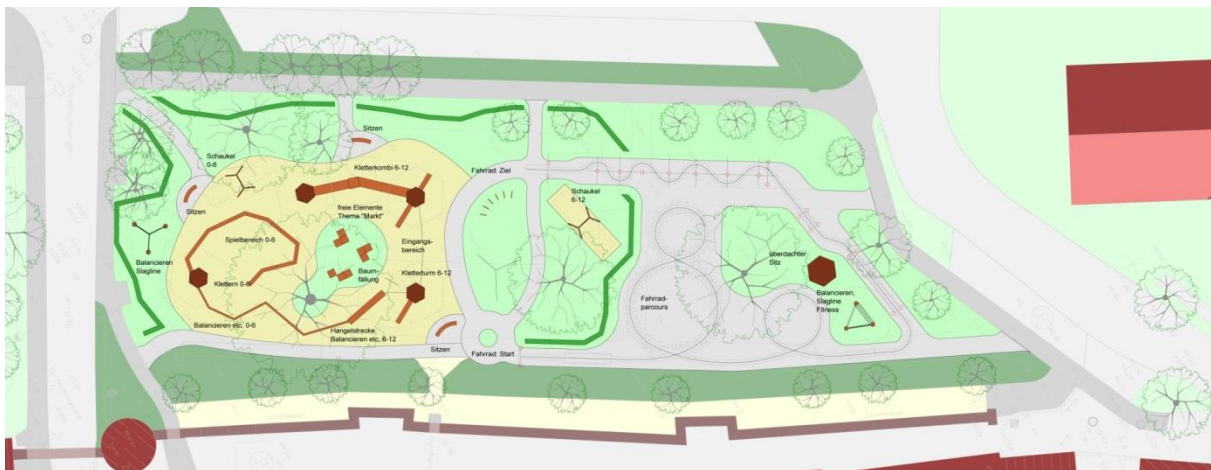 Sitzen
Schaukel
0-6
Kletterkombi 6-12
Fahrrad: Ziel
Schaukel
6-12
Sitzen
freie Elemente
Thema "Markt"
Spielbereich 0-6
Eingangs-
bereich
Balancieren
Slagline
Klettern 0-6
Baum-
fällung
Kletterturm 6-12
überdachter
Sitz
Balancieren,
Slagline
Fitness
Fahrrad-
parcours
Balancieren etc. 0-6
Hangelstrecke,
Balancieren etc. 6-12
Sitzen
Fahrrad: Start